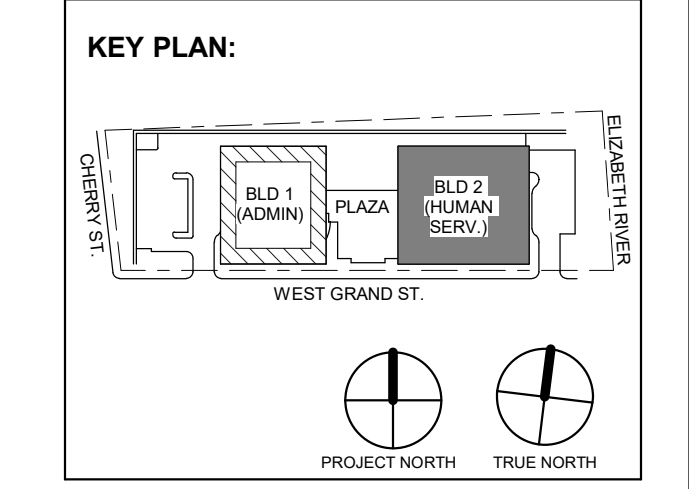 KEY PLAN:
CHERRY ST.
BLD 1
(ADMIN)
PLAZA
BLD 2
(HUMAN
SERV.)
ELIZABETH RIVER
WEST GRAND ST.
PROJECT NORTH
TRUE NORTH